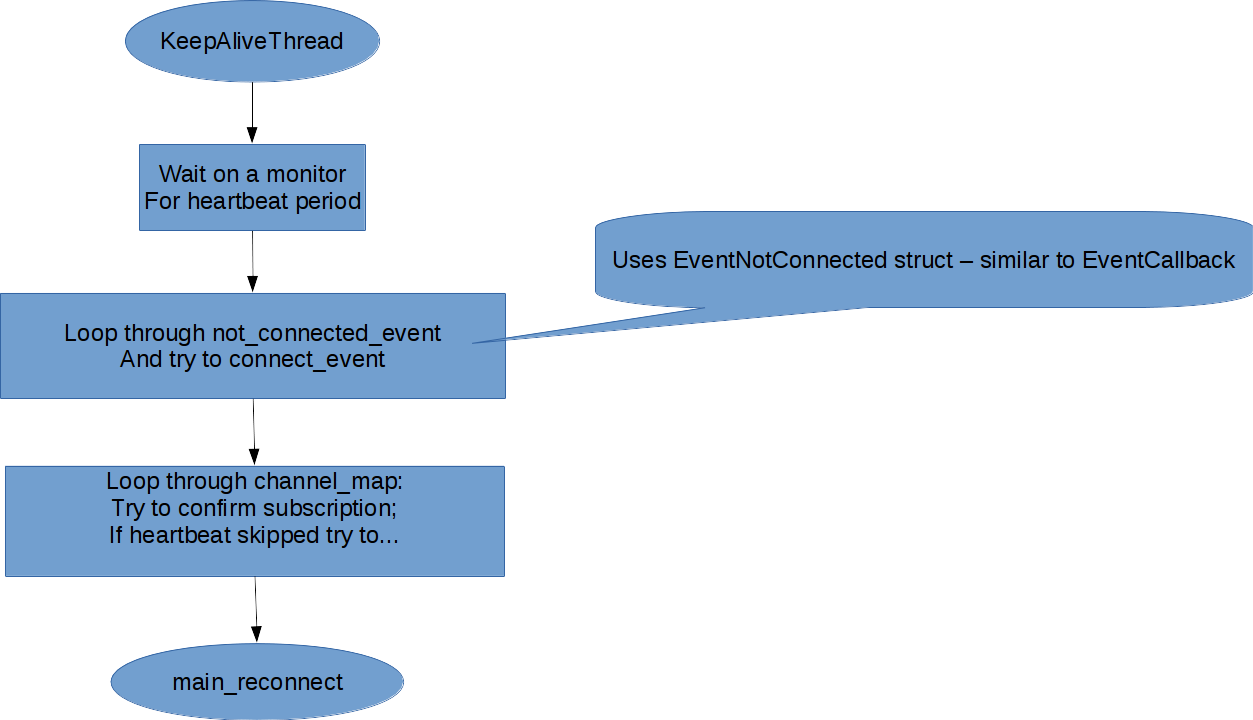 KeepAliveThread
Wait on a monitor
For heartbeat period
Uses EventNotConnected struct – similar to EventCallback
Loop through not_connected_event
And try to connect_event
Loop through channel_map:
Try to confirm subscription;
If heartbeat skipped try to...
main_reconnect